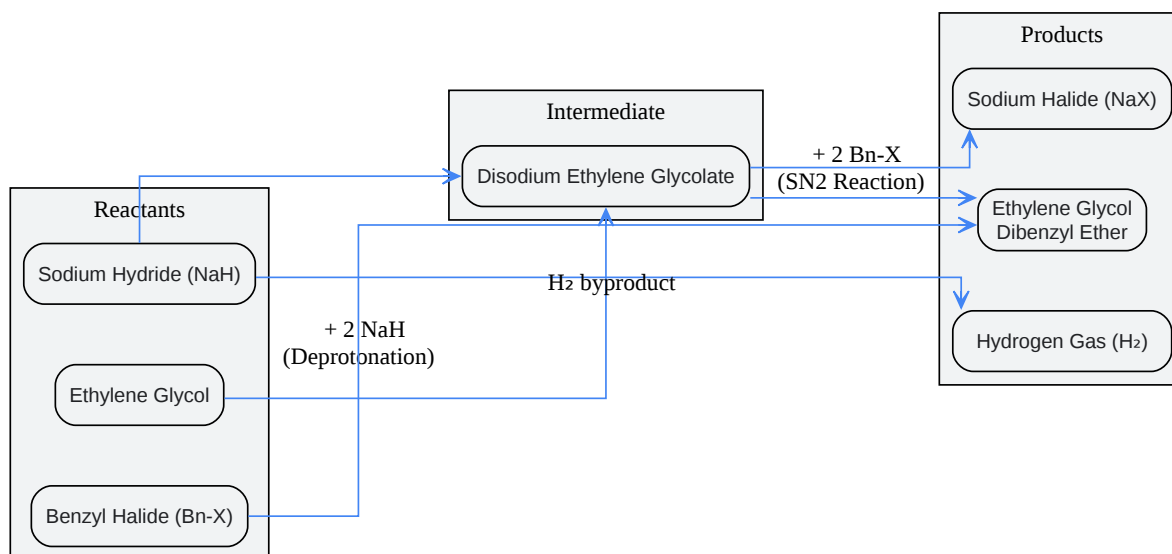 Reactants
Sodium Hydride (NaH)
Ethylene Glycol
Benzyl Halide (Bn-X)
+ 2 NaH
(Deprotonation)
Intermediate
Disodium Ethylene Glycolate
H₂ byproduct
+ 2 Bn-X
(SN2 Reaction)
Products
Sodium Halide (NaX)
Ethylene Glycol
Dibenzyl Ether
Hydrogen Gas (H₂)